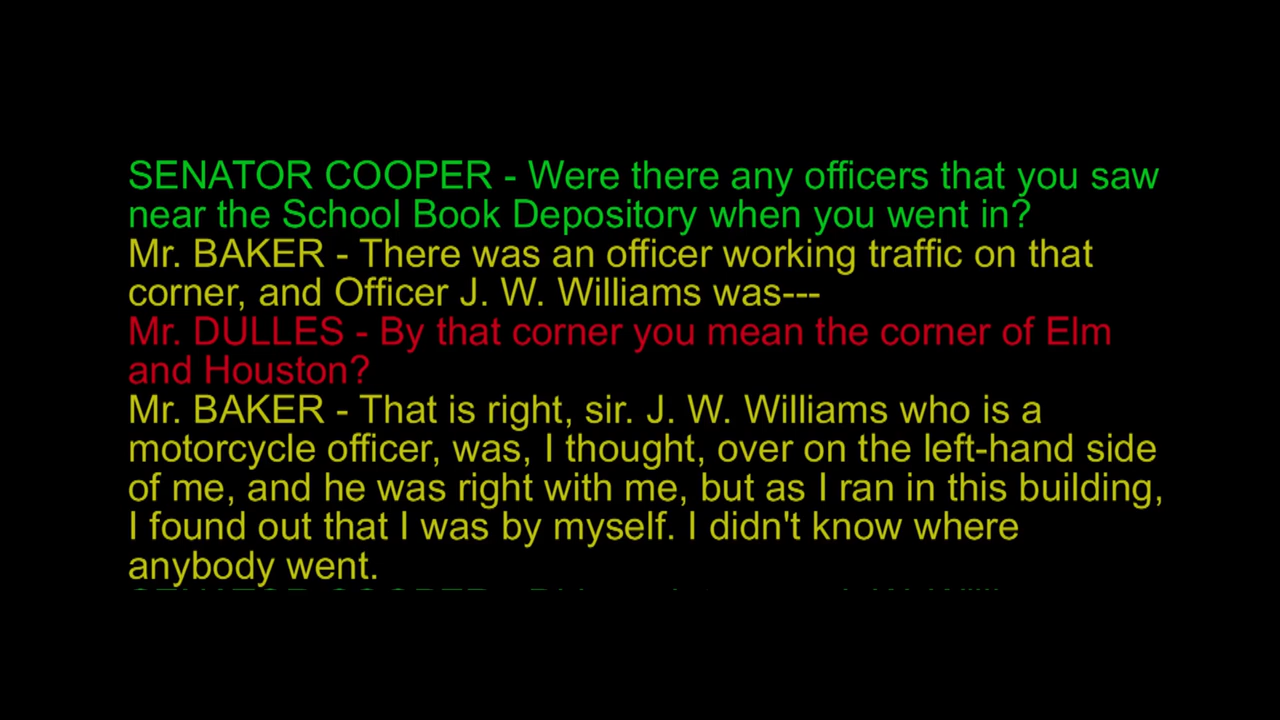 SENATOR COOPER - Were there any officers that you saw
near the School Book Depository when you went in?
Mr. BAKER - There was an officer working traffic on that
corner, and Officer J. W. Williams was---
Mr. DULLES - By that corner you mean the corner of Elm
and Houston?
Mr. BAKER - That is right, sir. J. W. Williams who is a
motorcycle officer, was, I thought, over on the left-hand side
of me, and he was right with me, but as I ran in this building,
I found out that I was by myself. I didn't know where
anybody went.